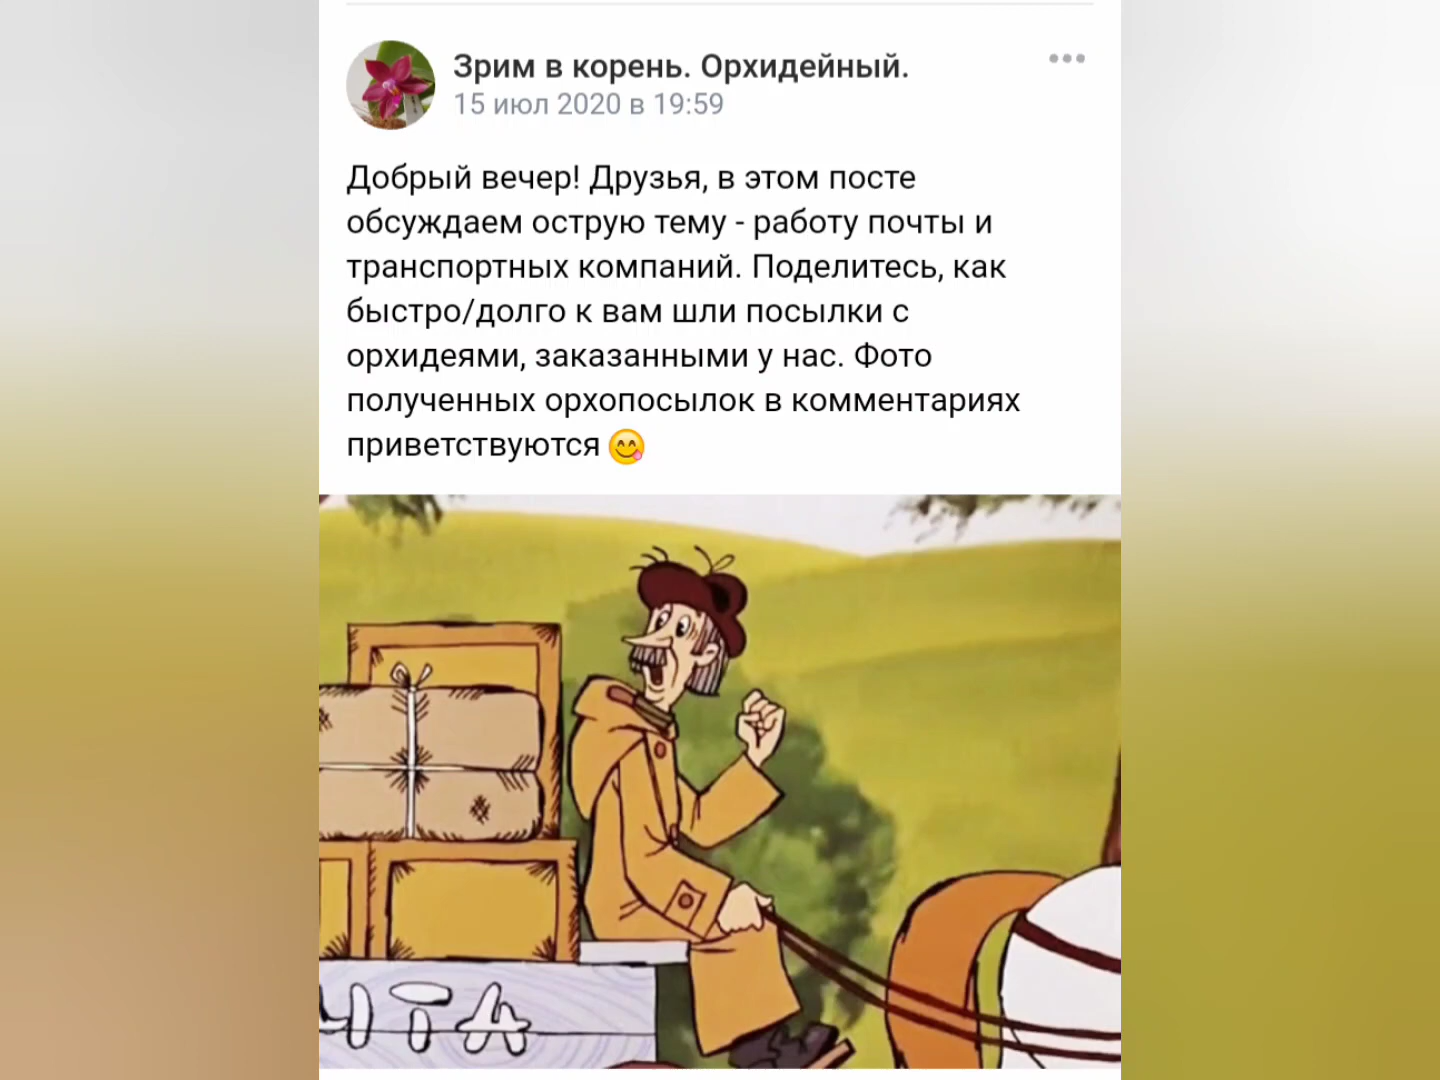 Зрим в корень. Орхидейный.
15 июл 2020 в 19:59
Добрый вечер! Друзья, в этом посте
обсуждаем острую тему - работу почты и
транспортных компаний. Поделитесь, как
быстро/долго к вам шли посылки с
орхидеями, заказанными у нас. Фото
полученных орхопосылок в комментариях
приветствуются 😋
ЧТА